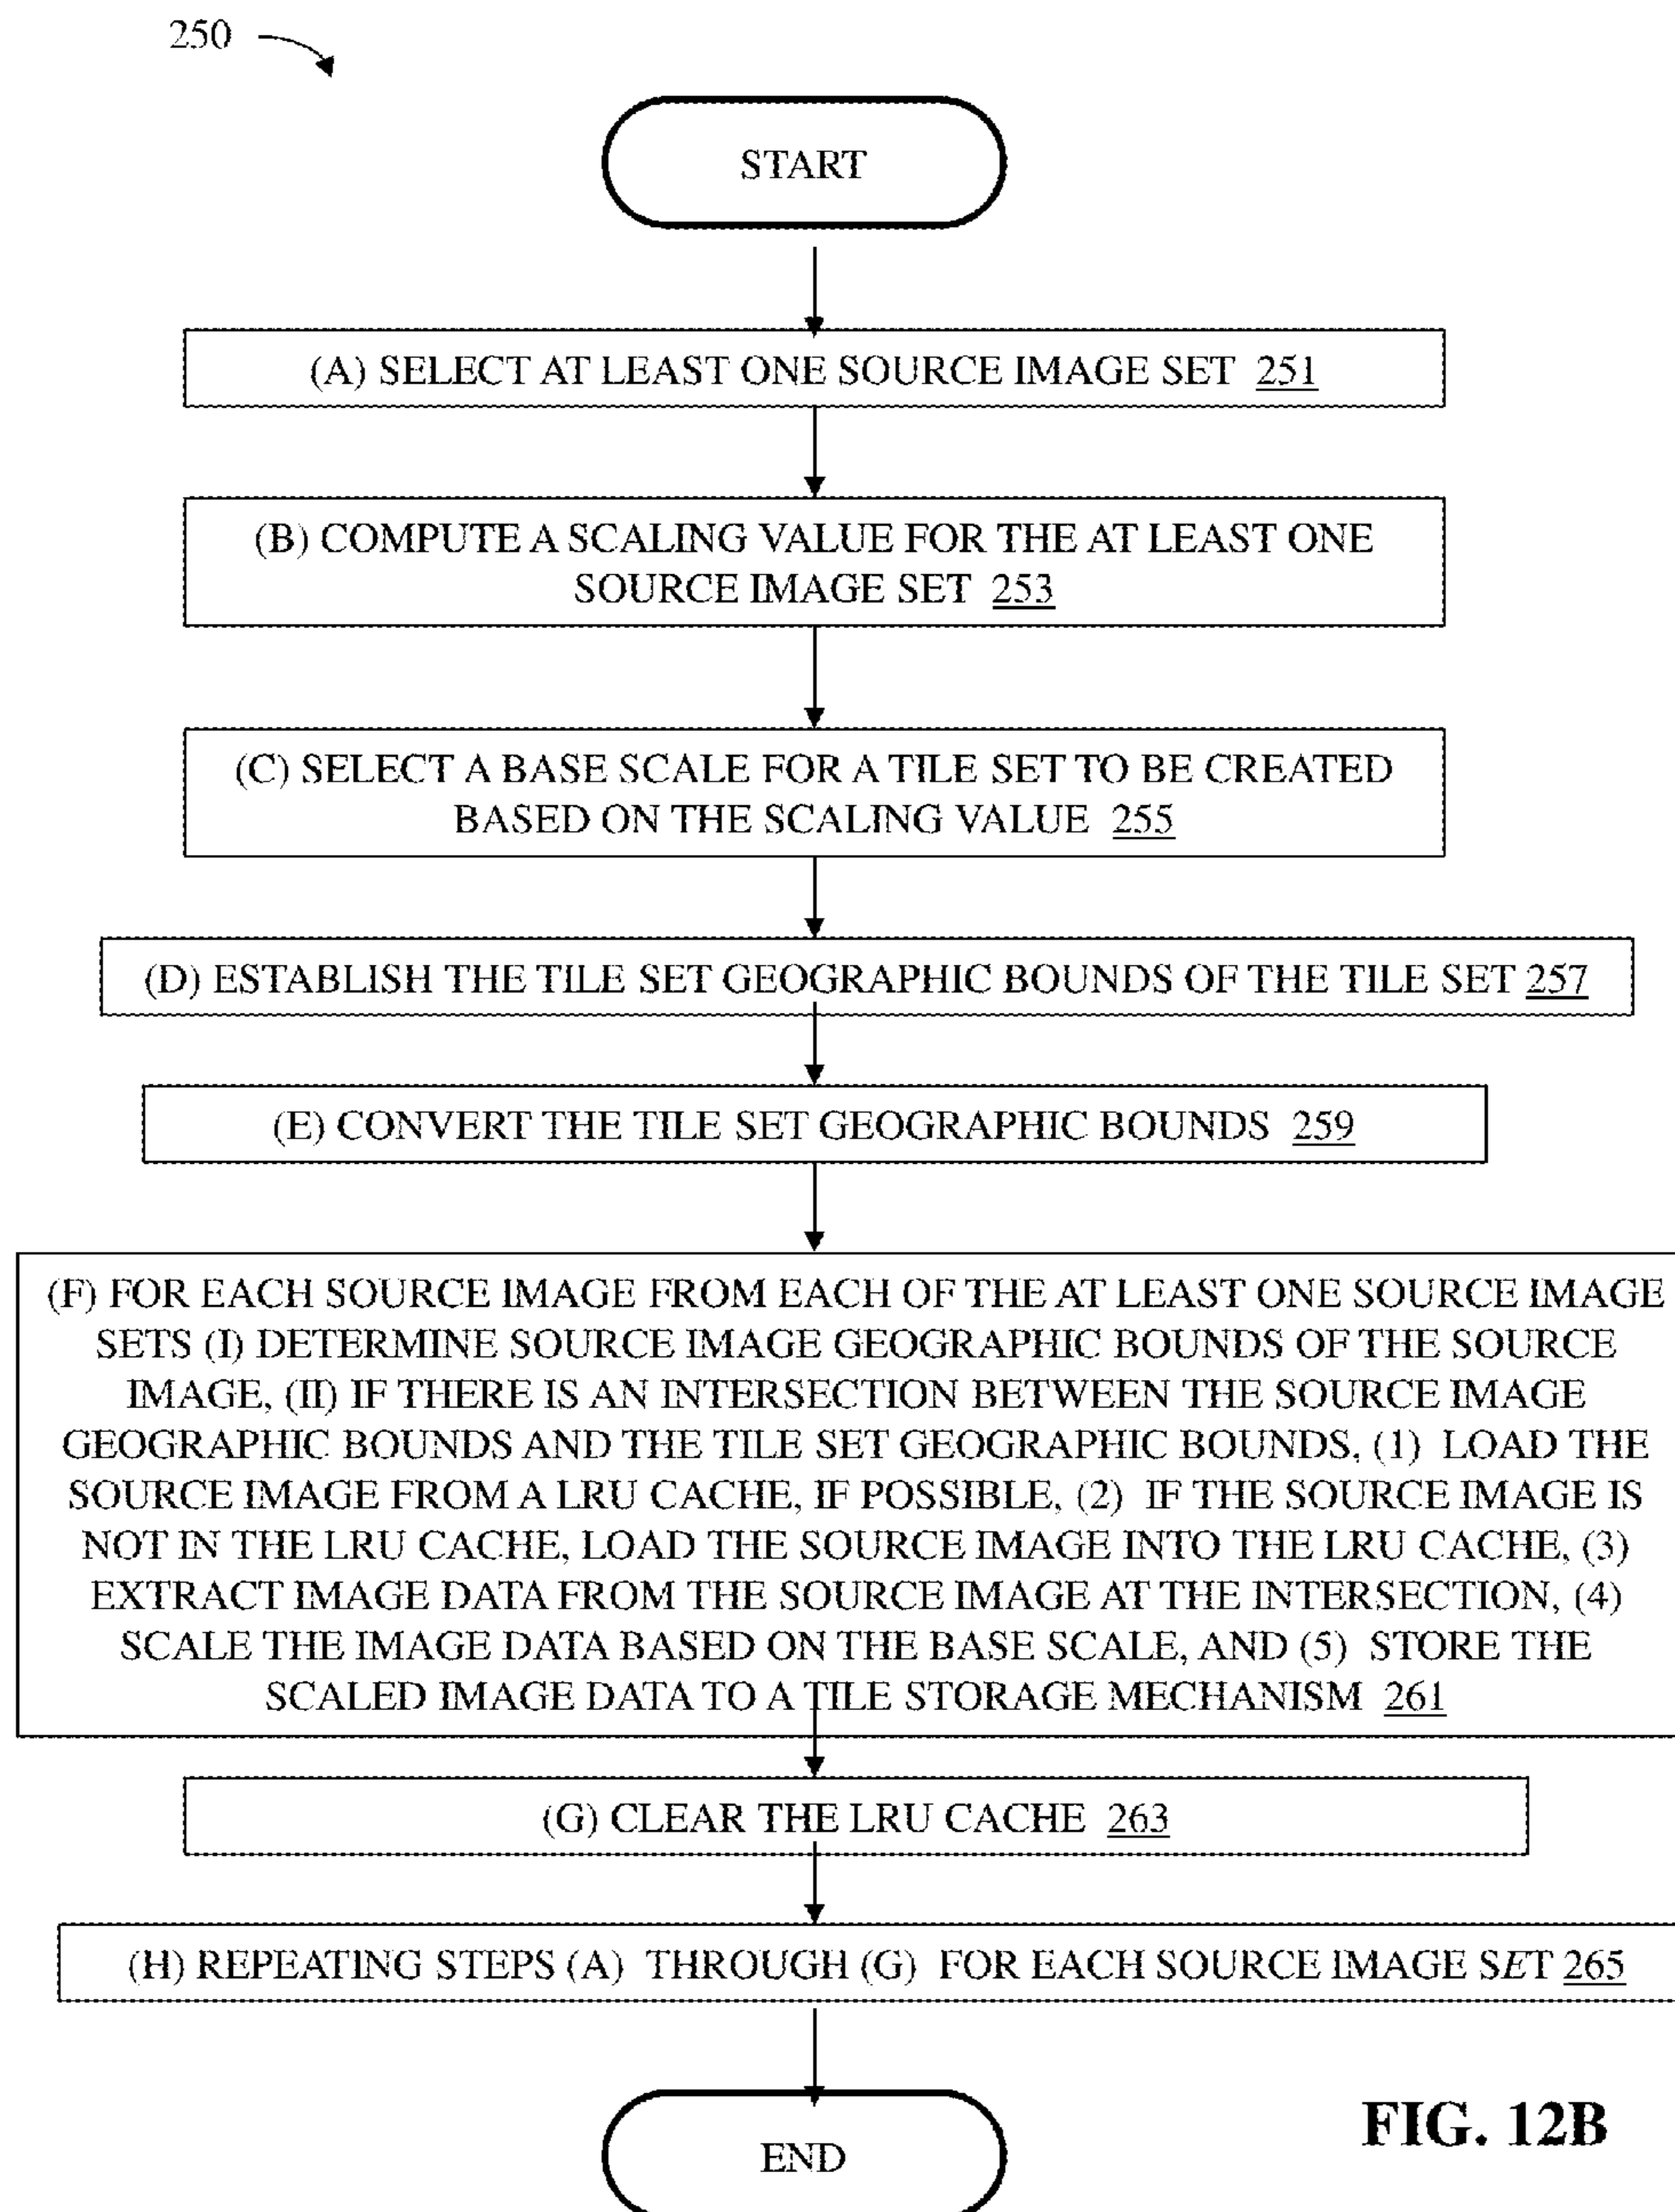 250
START
(A) SELECT AT LEAST ONE SOURCE IMAGE SET 251
(B) COMPUTE A SCALING VALUE FOR THE AT LEAST ONE
SOURCE IMAGE SET 253
(C) SELECT A BASE SCALE FOR A TILE SET TO BE CREATED
BASED ON THE SCALING VALUE 255
(D) ESTABLISH THE TILE SET GEOGRAPHIC BOUNDS OF THE TILE SET 257
(E) CONVERT THE TILE SET GEOGRAPHIC BOUNDS 259
(F) FOR EACH SOURCE IMAGE FROM EACH OF THE AT LEAST ONE SOURCE IMAGE
SETS (I) DETERMINE SOURCE IMAGE GEOGRAPHIC BOUNDS OF THE SOURCE
IMAGE, (II) IF THERE IS AN INTERSECTION BETWEEN THE SOURCE IMAGE
GEOGRAPHIC BOUNDS AND THE TILE SET GEOGRAPHIC BOUNDS, (1) LOAD THE
SOURCE IMAGE FROM A LRU CACHE, IF POSSIBLE, (2) IF THE SOURCE IMAGE IS
NOT IN THE LRU CACHE, LOAD THE SOURCE IMAGE INTO THE LRU CACHE, (3)
EXTRACT IMAGE DATA FROM THE SOURCE IMAGE AT THE INTERSECTION, (4)
SCALE THE IMAGE DATA BASED ON THE BASE SCALE, AND (5) STORE THE
SCALED IMAGE DATA TO A TILE STORAGE MECHANISM 261
(G) CLEAR THE LRU CACHE 263
(H) REPEATING STEPS (A) THROUGH (G) FOR EACH SOURCE IMAGE SET 265
END
FIG. 12B